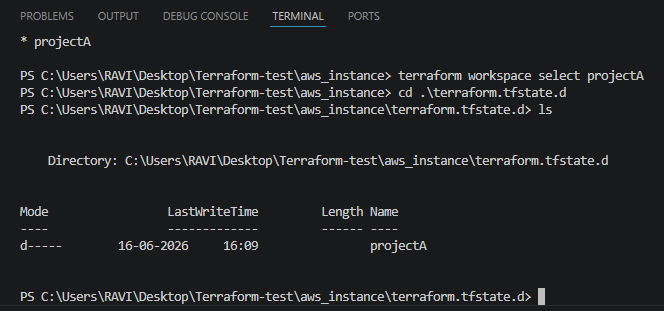 PROBLEMS OUTPUT DEBUG CONSOLE TERMINAL PORTS
* projectA
PS C:\Users\RAVI\Desktop\Terraform-test\aws_instance> terraform workspace select projectA
PS C:\Users\RAVI\Desktop\Terraform-test\aws_instance> cd .\terraform.tfstate.d
PS C:\Users\RAVI\Desktop\Terraform-test\aws_instance\terraform.tfstate.d> ls
Directory: C:\Users\RAVI\Desktop\Terraform-test\aws_instance\terraform.tfstate.d
Mode LastWriteTime Length Name
---- ------------- ------ ----
d----- 16-06-2026 16:09 projectA
PS C:\Users\RAVI\Desktop\Terraform-test\aws_instance\terraform.tfstate.d>